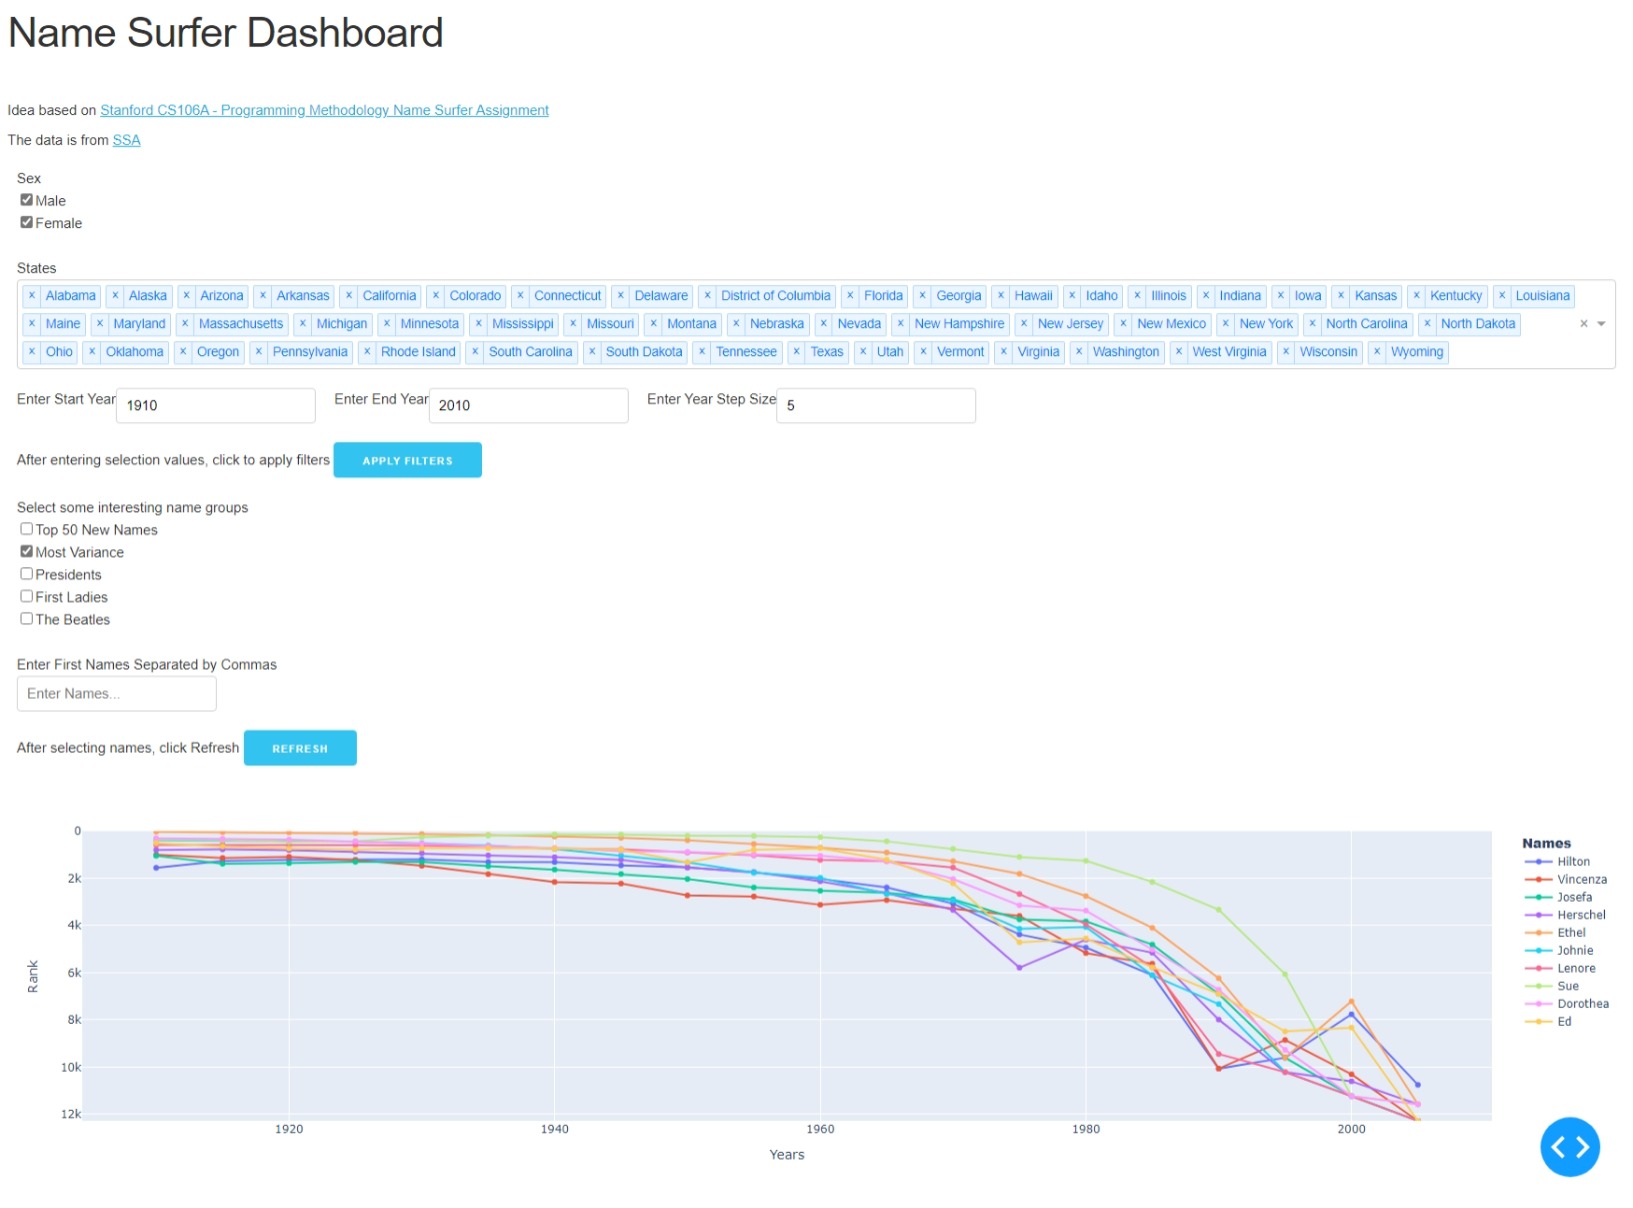 Name Surfer Dashboard
Idea based on Stanford CS106A - Programming Methodology Name Surfer Assignment
The data is from SSA
Sex
Male
Female
States
× Alabama × Alaska × Arizona × Arkansas × California × Colorado × Connecticut × Delaware × District of Columbia × Florida × Georgia × Hawaii × Idaho × Illinois × Indiana × Iowa × Kansas × Kentucky × Louisiana
× Maine × Maryland × Massachusetts × Michigan × Minnesota × Mississippi × Missouri × Montana × Nebraska × Nevada × New Hampshire × New Jersey × New Mexico × New York × North Carolina × North Dakota ×
× Ohio × Oklahoma × Oregon × Pennsylvania × Rhode Island × South Carolina × South Dakota × Tennessee × Texas × Utah × Vermont × Virginia × Washington × West Virginia × Wisconsin × Wyoming
Enter Start Year 1910 Enter End Year 2010 Enter Year Step Size 5
After entering selection values, click to apply filters APPLY FILTERS
Select some interesting name groups
Top 50 New Names
Most Variance
Presidents
First Ladies
The Beatles
Enter First Names Separated by Commas
Enter Names...
After selecting names, click Refresh REFRESH
0
2k
4k
6k
8k
10k
12k
Rank
1920 1940 1960 1980 2000
Years
Names
Hilton
Vincenza
Josefa
Herschel
Ethel
Johnie
Lenore
Sue
Dorothea
Ed